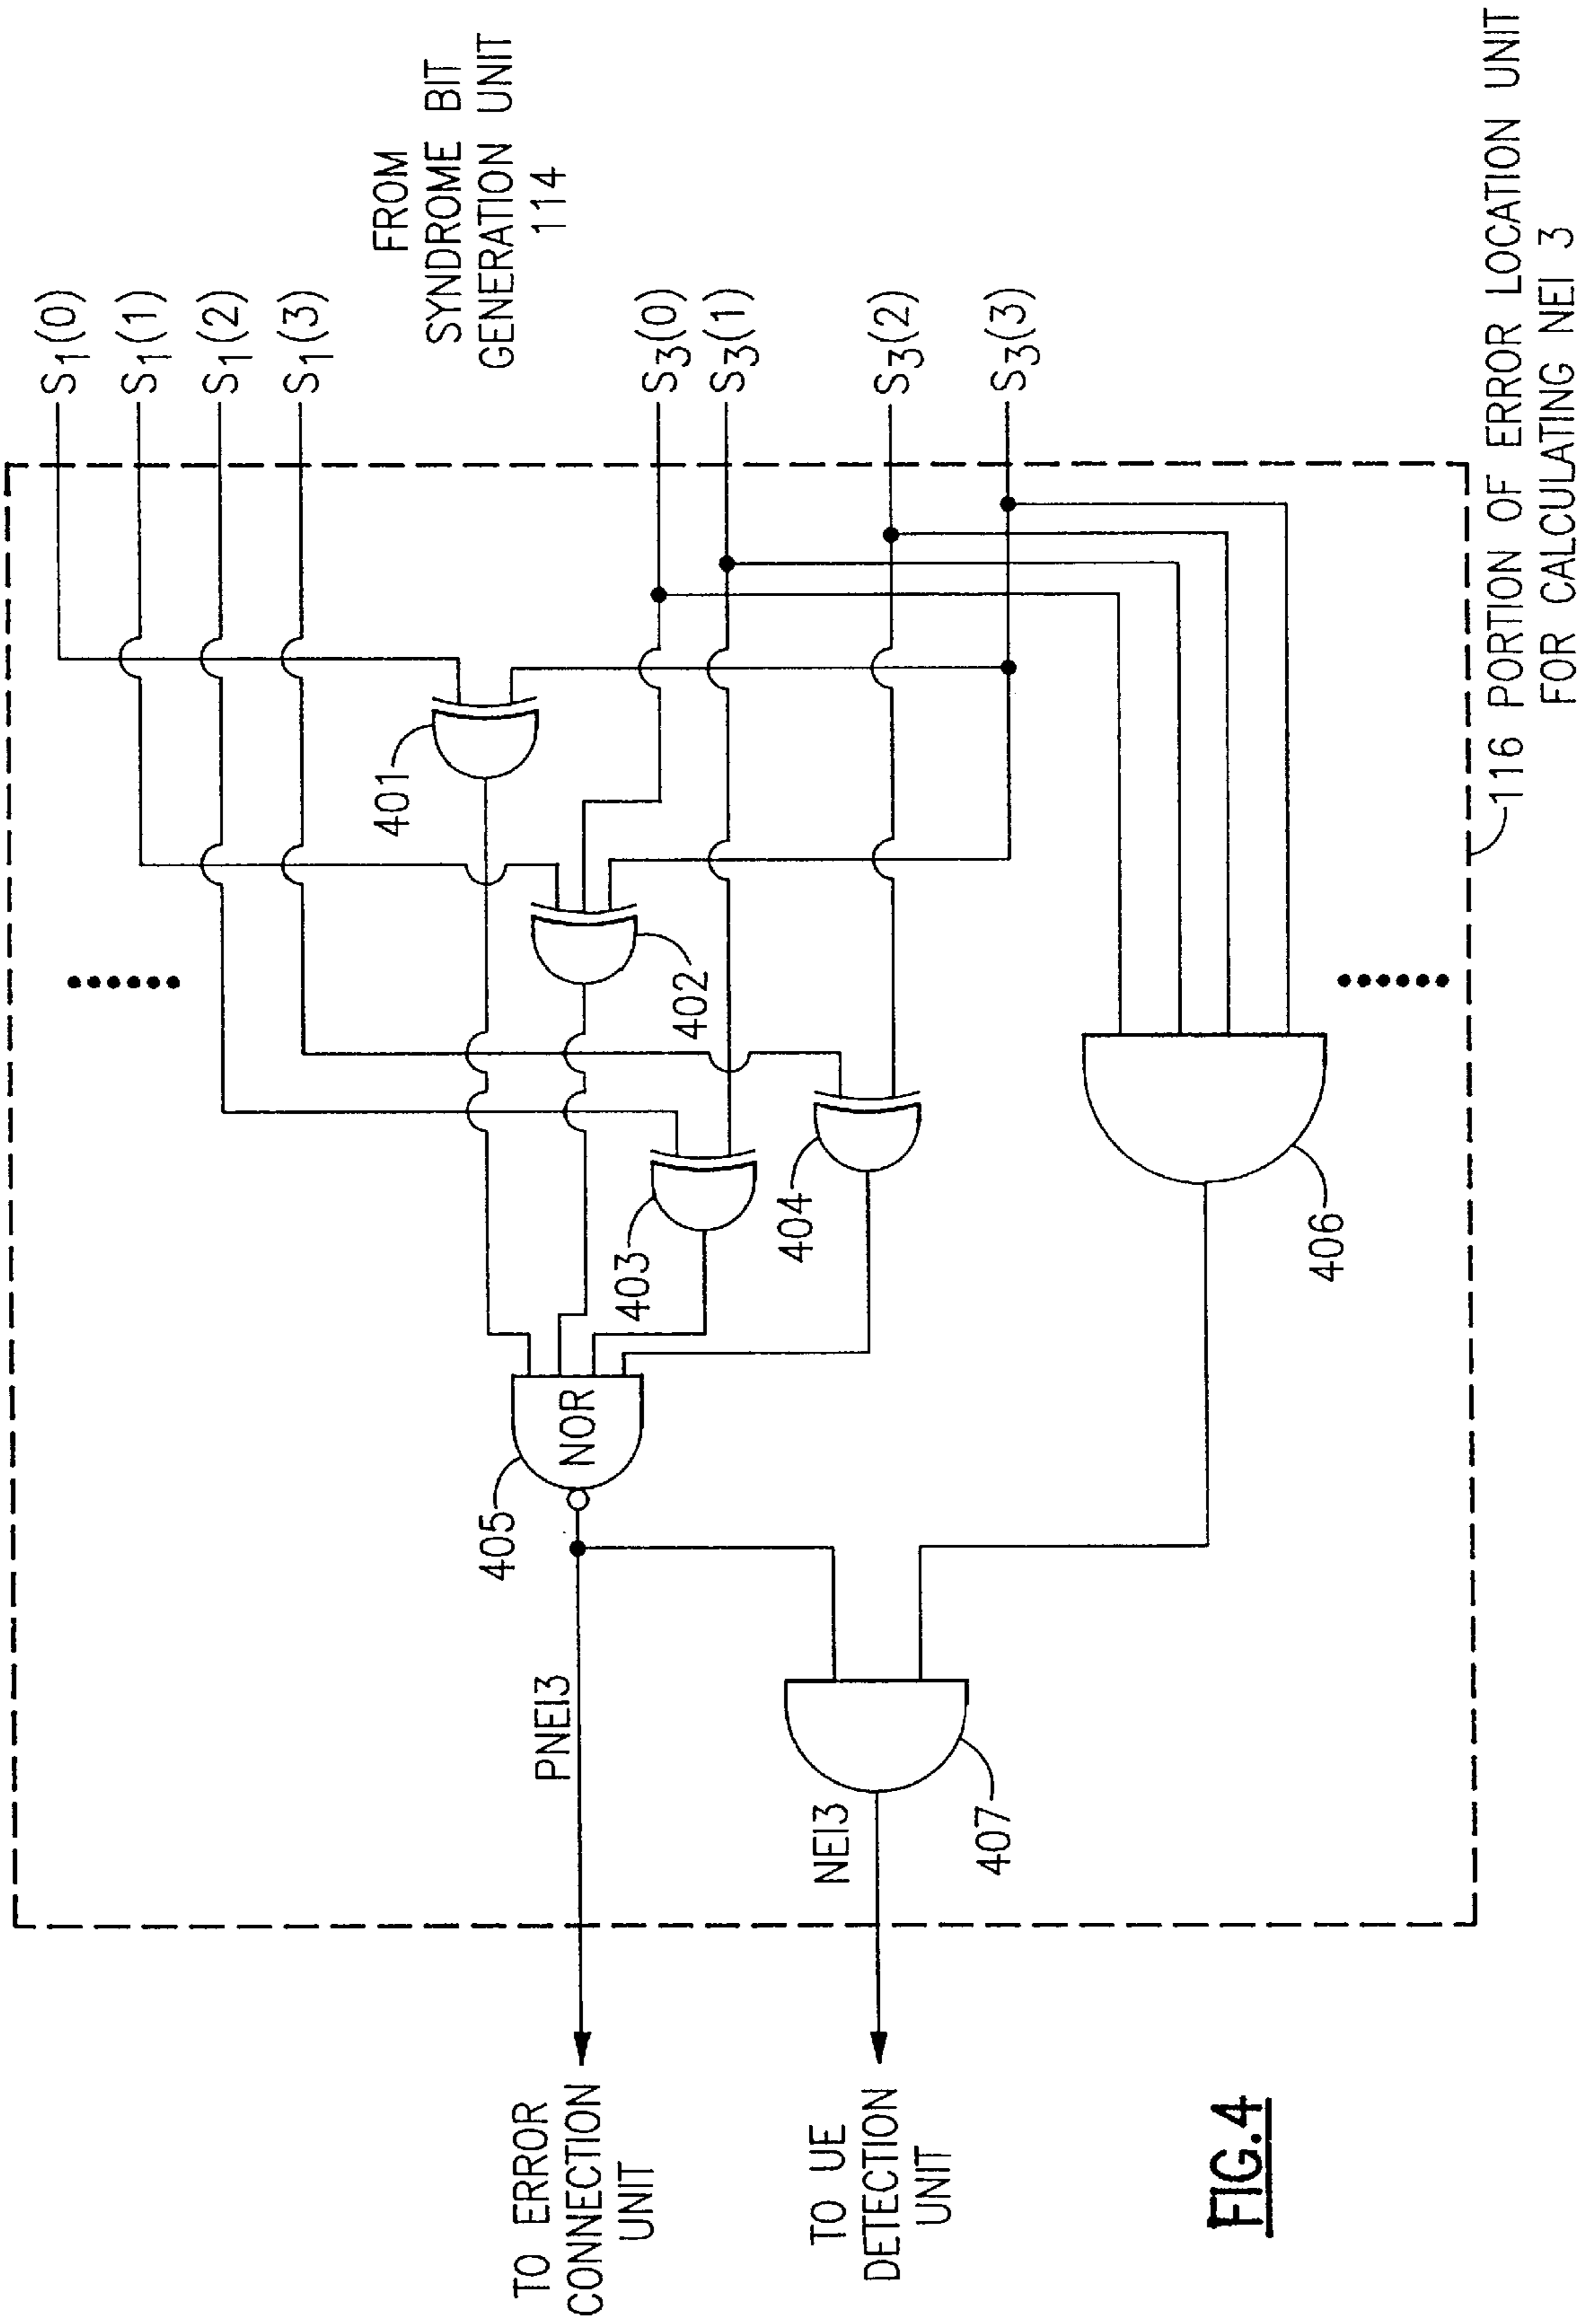 S1(0)
S1(1)
S1(2)
S1(3)
FROM
SYNDROME BIT
GENERATION UNIT
114
S3(0)
S3(1)
S3(2)
S3(3)
401
402
403
404
NOR
405
406
PNEI3
NEI3
407
116 PORTION OF ERROR LOCATION UNIT
FOR CALCULATING NEI 3
TO ERROR
CONNECTION
UNIT
TO UE
DETECTION
UNIT
FIG.4